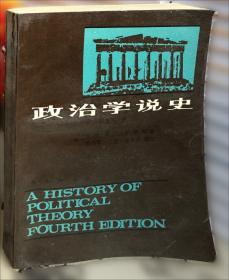 政治学说史
A HISTORY OF
POLITICAL
THEORY
FOURTH EDITION